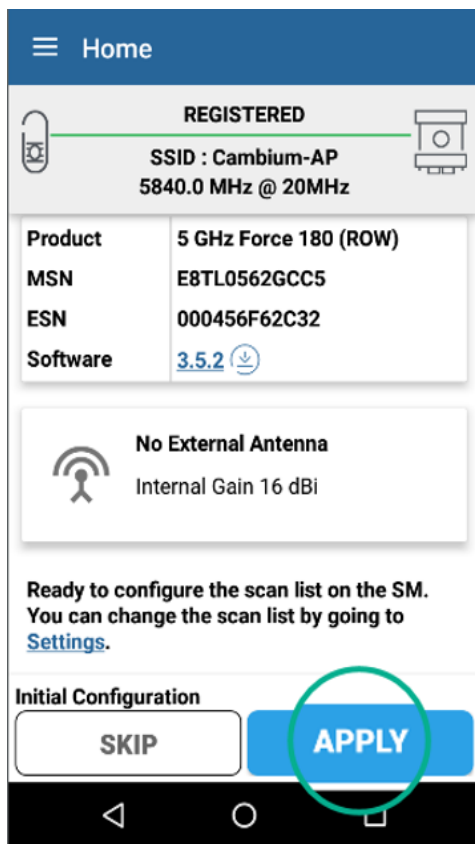 Home
REGISTERED
SSID : Cambium-AP
5840.0 MHz @ 20MHz
Product 5 GHz Force 180 (ROW)
MSN E8TL0562GCC5
ESN 000456F62C32
Software 3.5.2
No External Antenna
Internal Gain 16 dBi
Ready to configure the scan list on the SM.
You can change the scan list by going to
Settings.
Initial Configuration
SKIP APPLY